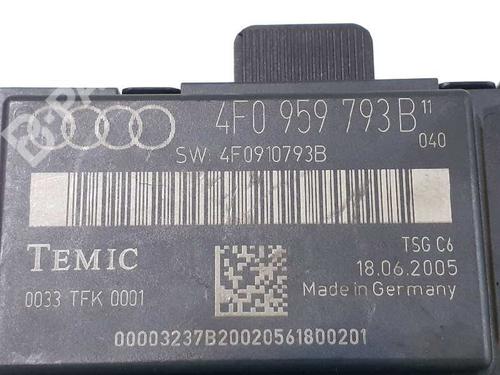 4F0 959 793 B 11
040
SW: 4F0910793B
TEMIC
TSG C6
18.06.2005
0033 TFK 0001
Made in Germany
00003237B20020561800201